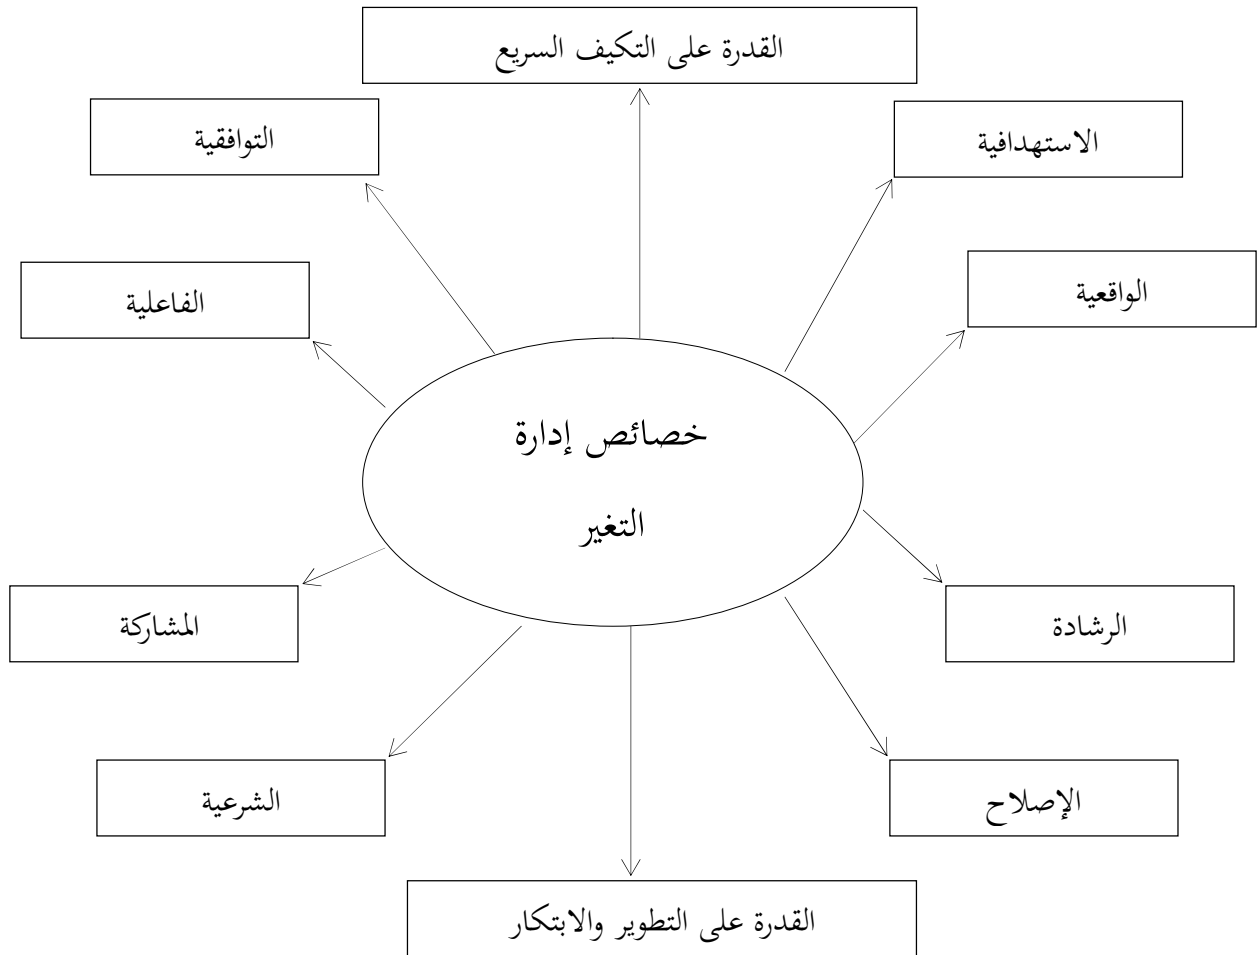 القدرة على التكيف السريع
الاستهدافية
التوافقية
الواقعية
الفاعلية
خصائص إدارة
التغير
الرشادة
المشاركة
الإصلاح
الشرعية
القدرة على التطوير والابتكار